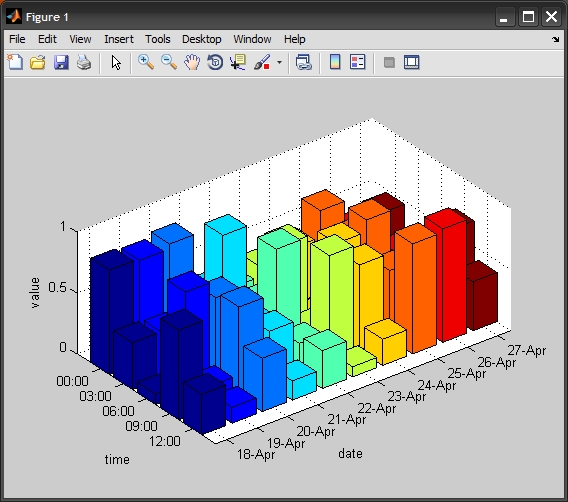 Figure 1
File Edit View Insert Tools Desktop Window Help
1
0.5
0
value
00:00
03:00
06:00
09:00
12:00
time
18-Apr
19-Apr
20-Apr
21-Apr
22-Apr
23-Apr
24-Apr
25-Apr
26-Apr
27-Apr
date